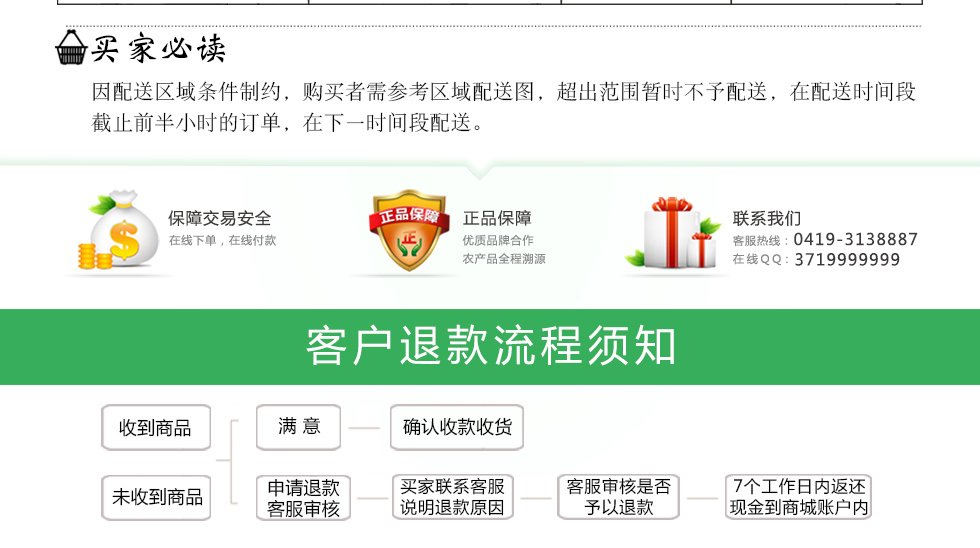 买家必读
因配送区域条件制约，购买者需参考区域配送图，超出范围暂时不予配送，在配送时间段
截止前半小时的订单，在下一时间段配送。
保障交易安全
在线下单，在线付款
正品保障
正
正品保障
优质品牌合作
农产品全程溯源
联系我们
客服热线：0419-3138887
在线QQ：3719999999
客户退款流程须知
收到商品
满 意
确认收款收货
未收到商品
申请退款
客服审核
买家联系客服
说明退款原因
客服审核是否
予以退款
7个工作日内返还
现金到商城账户内